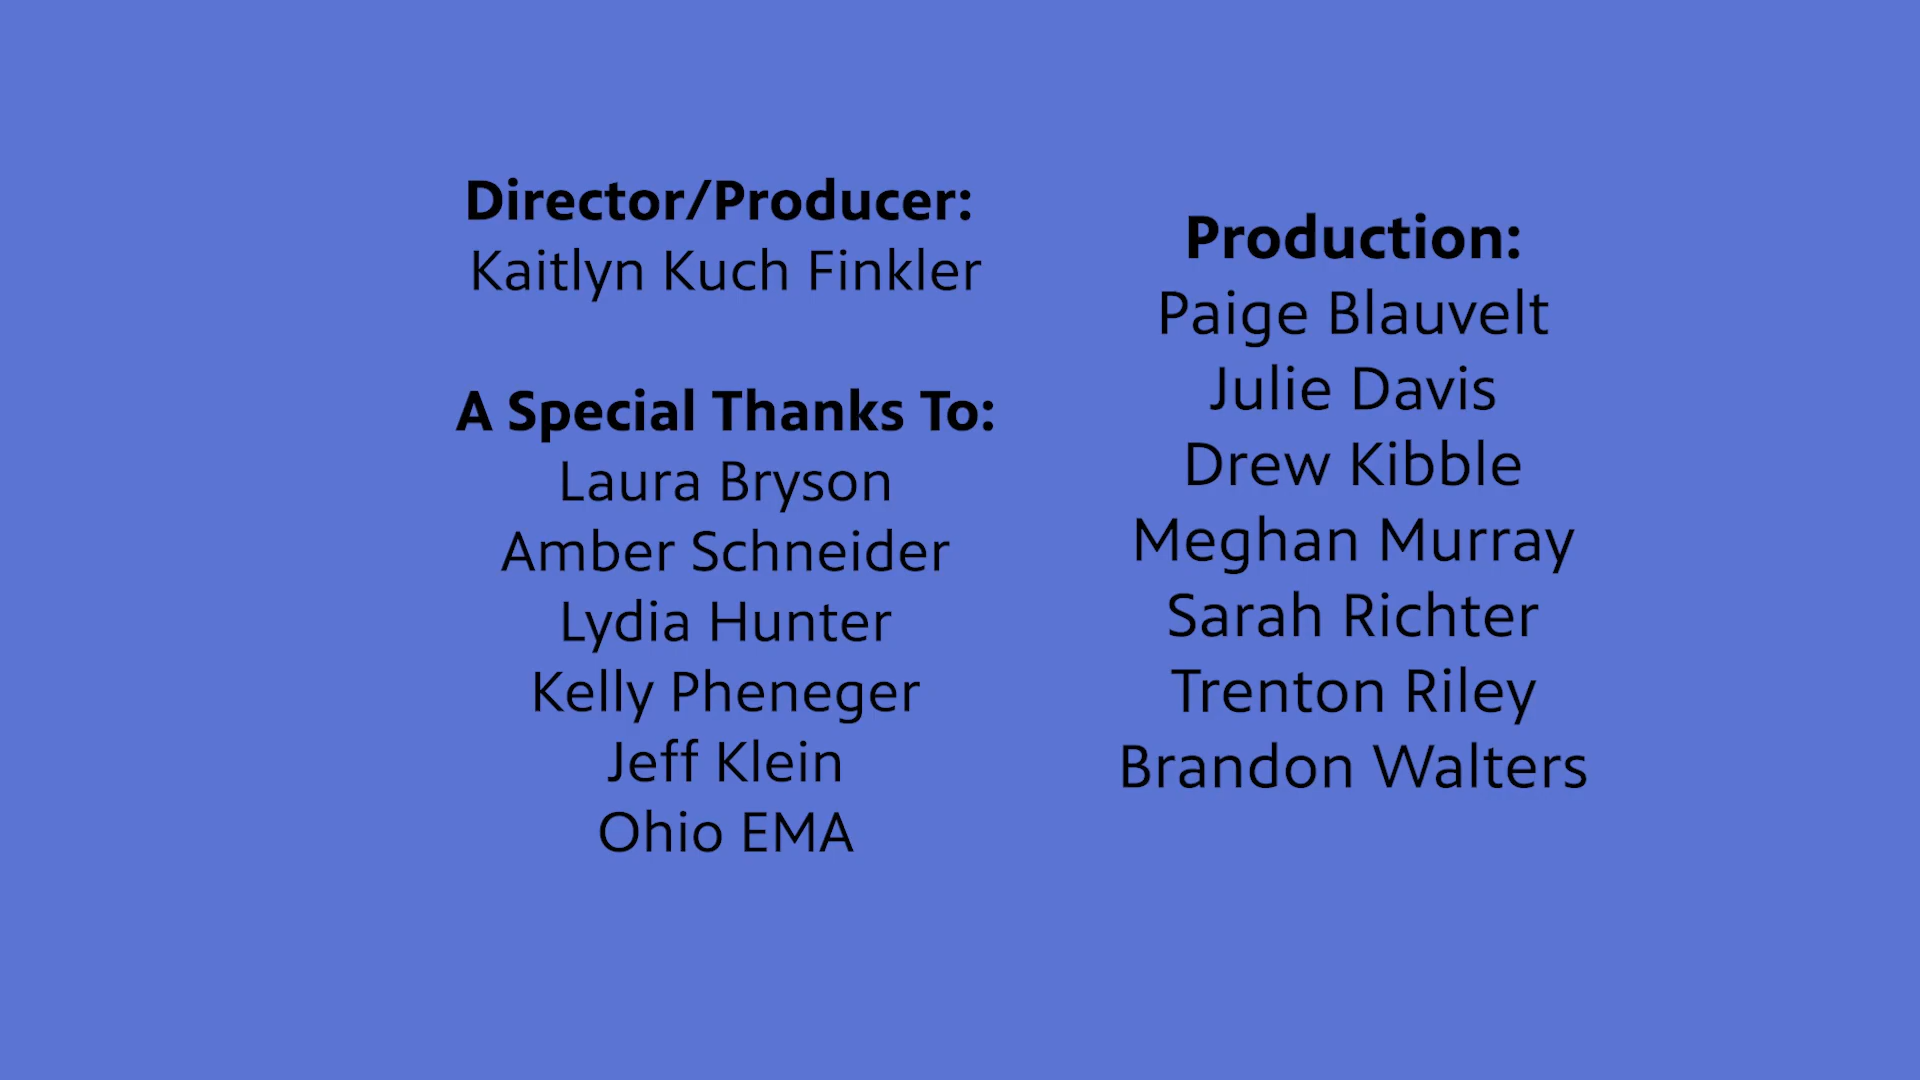 Director/Producer:
Kaitlyn Kuch Finkler
A Special Thanks To:
Laura Bryson
Amber Schneider
Lydia Hunter
Kelly Pheneger
Jeff Klein
Ohio EMA
Production:
Paige Blauvelt
Julie Davis
Drew Kibble
Meghan Murray
Sarah Richter
Trenton Riley
Brandon Walters